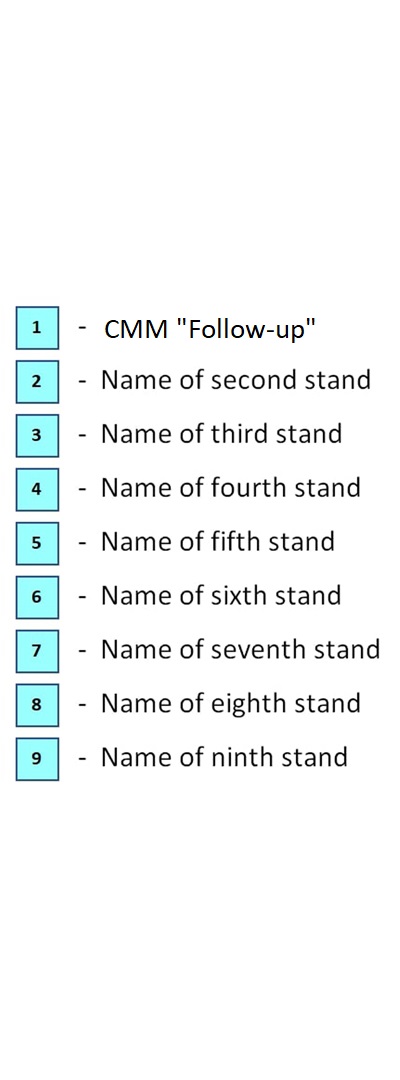 1 - CMM "Follow-up"
2 - Name of second stand
3 - Name of third stand
4 - Name of fourth stand
5 - Name of fifth stand
6 - Name of sixth stand
7 - Name of seventh stand
8 - Name of eighth stand
9 - Name of ninth stand